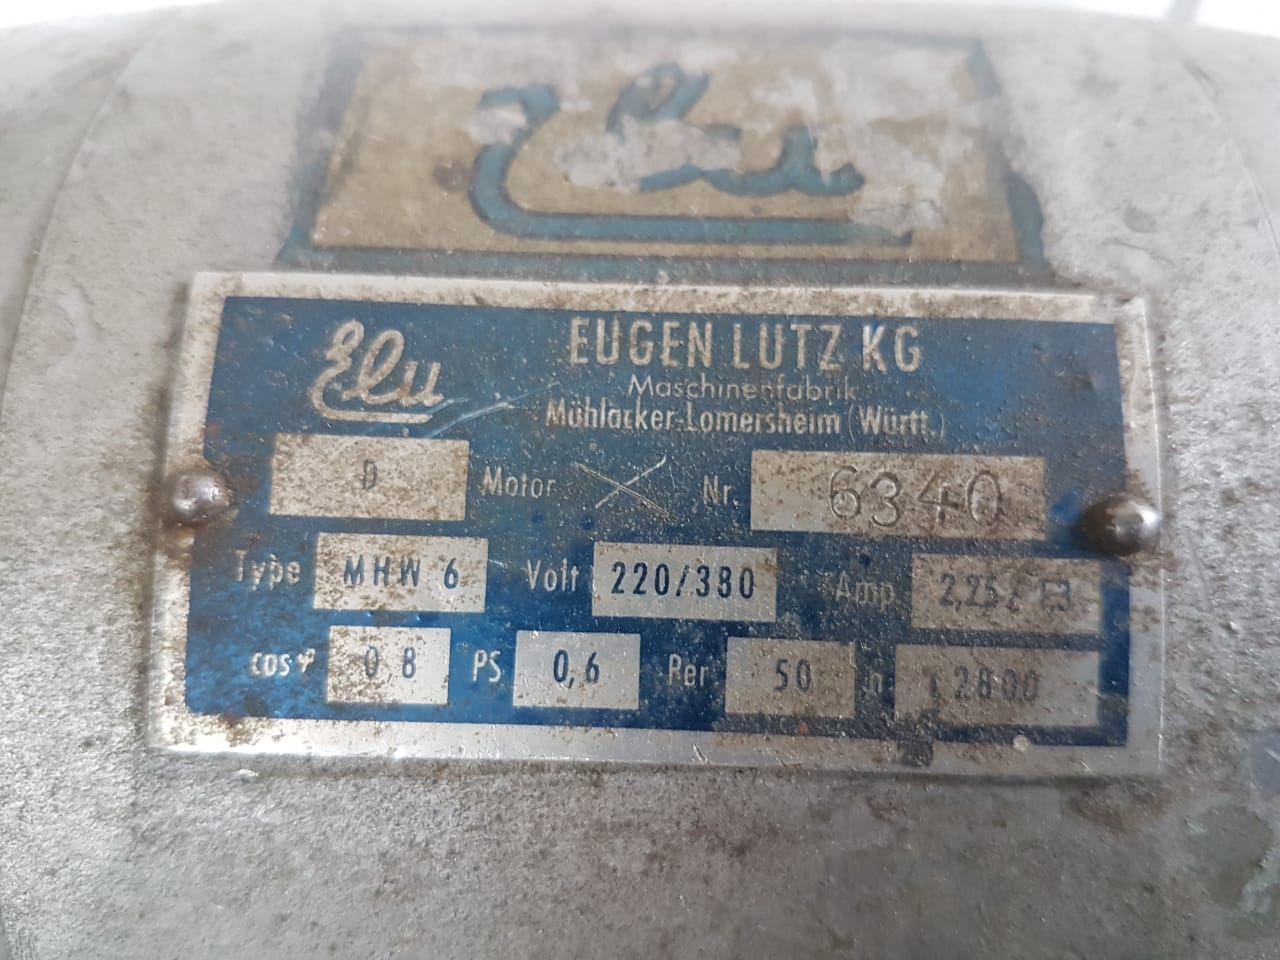 Elu
Elu
EUGEN LUTZ KG
Maschinenfabrik
Mühlacker-Lomersheim (Württ.)
D Motor Nr. 6340
Type MHW 6 Volt 220/380 Amp
cos φ 0,8 PS 0,6 Per 50 n 2800